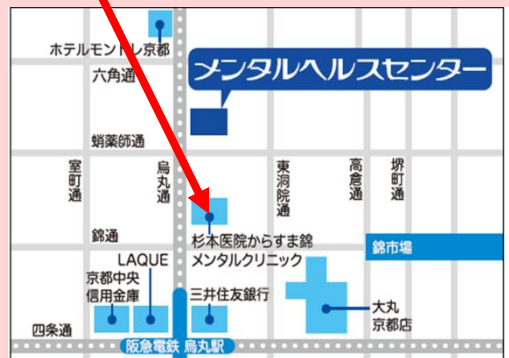 ホテルモントレ京都
六角通
メンタルヘルスセンター
蛸薬師通
室町通
烏丸通
東洞院通
高倉通
堺町通
錦通
杉本医院からすま錦
メンタルクリニック
錦市場
LAQUE
京都中央
信用金庫
三井住友銀行
大丸
京都店
四条通
阪急電鉄 烏丸駅